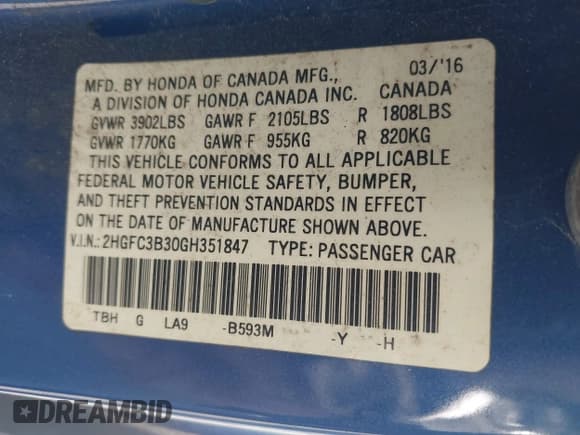 MFD. BY HONDA OF CANADA MFG., 03/'16
A DIVISION OF HONDA CANADA INC. CANADA
GVWR 3902LBS GAWR F 2105LBS R 1808LBS
GVWR 1770KG GAWR F 955KG R 820KG
THIS VEHICLE CONFORMS TO ALL APPLICABLE
FEDERAL MOTOR VEHICLE SAFETY, BUMPER,
AND THEFT PREVENTION STANDARDS IN EFFECT
ON THE DATE OF MANUFACTURE SHOWN ABOVE.
V.I.N.: 2HGFC3B30GH351847 TYPE: PASSENGER CAR
TBH G LA9 -B593M -Y -H
DREAMBID